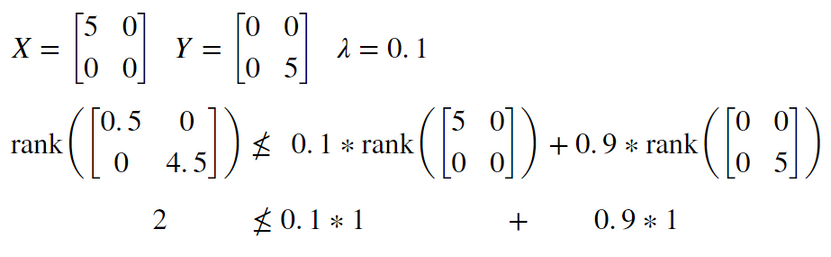 X = [5 0; 0 0] Y = [0 0; 0 5] λ = 0.1
rank([0.5 0; 0 4.5]) ≰ 0.1 * rank([5 0; 0 0]) + 0.9 * rank([0 0; 0 5])
2 ≰ 0.1 * 1 + 0.9 * 1